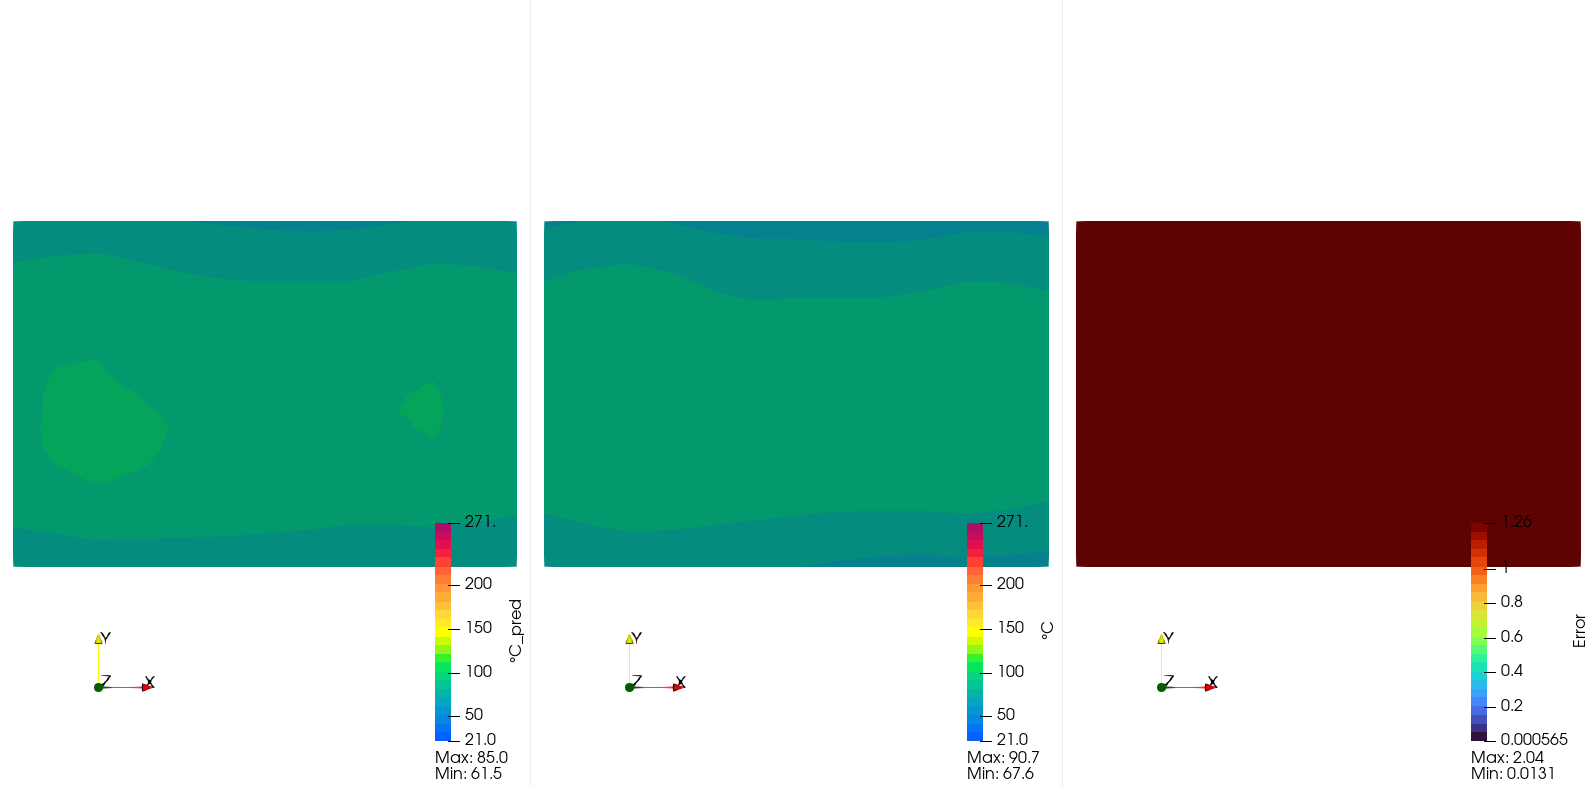 271.
200
150
100
50
21.0
°C_pred
Max: 85.0
Min: 61.5
Y
Z
X
271.
200
150
100
50
21.0
°C
Max: 90.7
Min: 67.6
Y
Z
X
1.26
1
0.8
0.6
0.4
0.2
0.000565
Error
Max: 2.04
Min: 0.0131
Y
Z
X